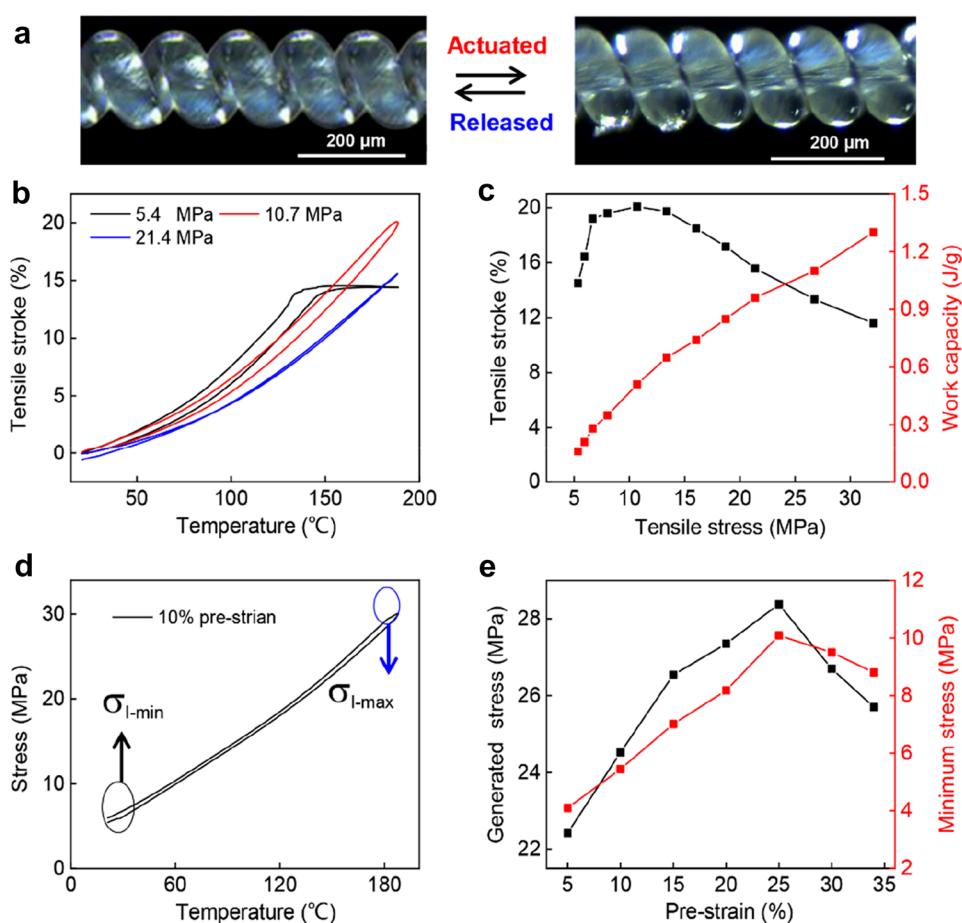 a
Actuated
Released
200 µm
200 µm
b
5.4 MPa
10.7 MPa
21.4 MPa
Tensile stroke (%)
20
15
10
5
0
50
100
150
200
Temperature (℃)
c
Tensile stroke (%)
20
16
12
8
4
0
5
10
15
20
25
30
Tensile stress (MPa)
1.5
1.2
0.9
0.6
0.3
0.0
Work capacity (J/g)
d
10% pre-strian
σI-min
σI-max
Stress (MPa)
30
20
10
0
0
60
120
180
Temperature (℃)
e
Generated stress (MPa)
28
26
24
22
5
10
15
20
25
30
35
Pre-strain (%)
12
10
8
6
4
2
Minimum stress (MPa)